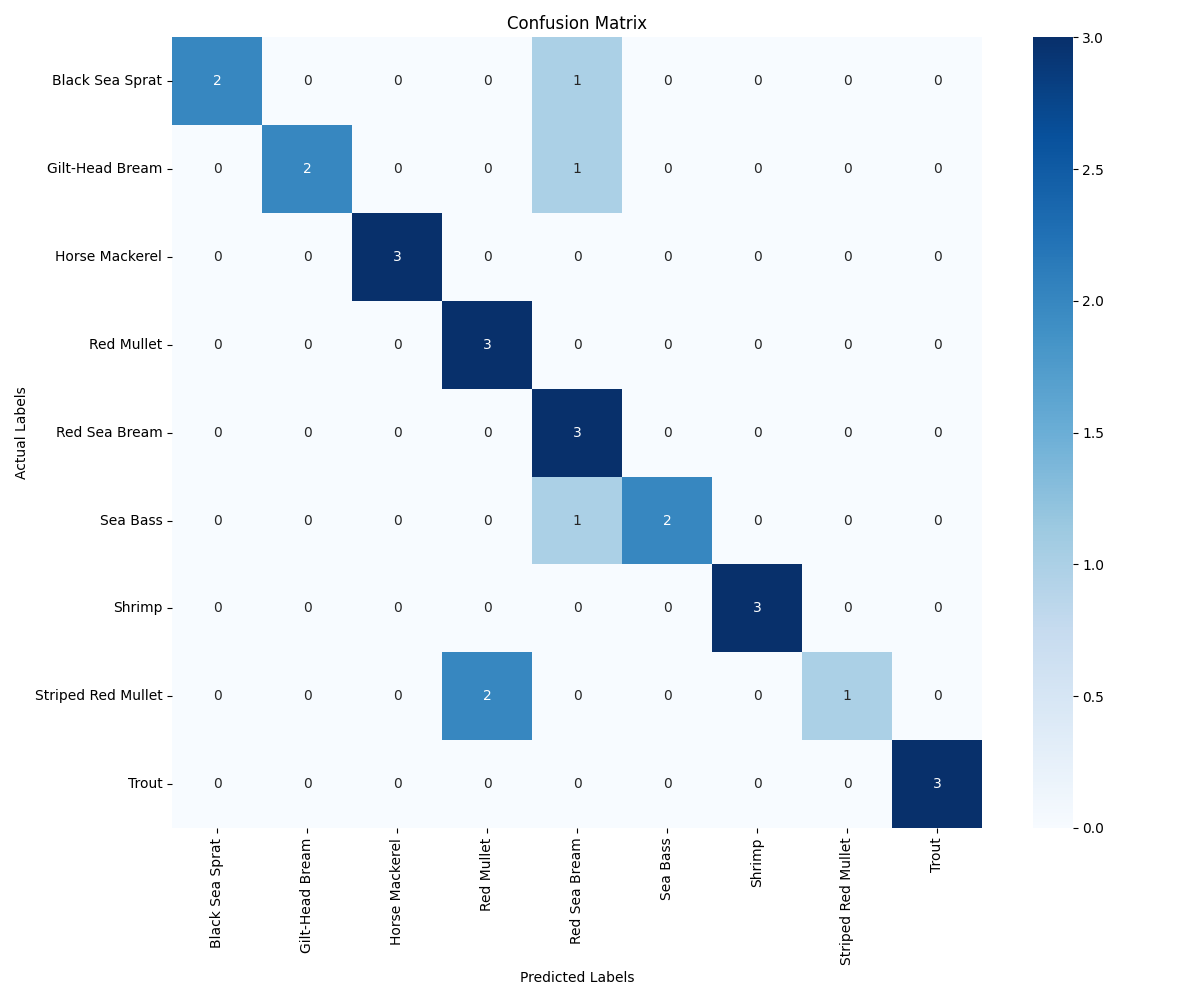 Confusion Matrix
Black Sea Sprat 2 0 0 0 1 0 0 0 0
Gilt-Head Bream 0 2 0 0 1 0 0 0 0
Horse Mackerel 0 0 3 0 0 0 0 0 0
Red Mullet 0 0 0 3 0 0 0 0 0
Red Sea Bream 0 0 0 0 3 0 0 0 0
Sea Bass 0 0 0 0 1 2 0 0 0
Shrimp 0 0 0 0 0 0 3 0 0
Striped Red Mullet 0 0 0 2 0 0 0 1 0
Trout 0 0 0 0 0 0 0 0 3
Actual Labels
Black Sea Sprat
Gilt-Head Bream
Horse Mackerel
Red Mullet
Red Sea Bream
Sea Bass
Shrimp
Striped Red Mullet
Trout
Predicted Labels
3.0
2.5
2.0
1.5
1.0
0.5
0.0